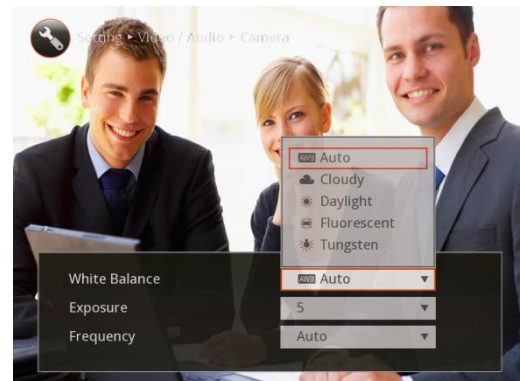 Setting ▸ Video / Audio ▸ Camera
AWB Auto
Cloudy
Daylight
Fluorescent
Tungsten
White Balance
AWB Auto
Exposure
5
Frequency
Auto